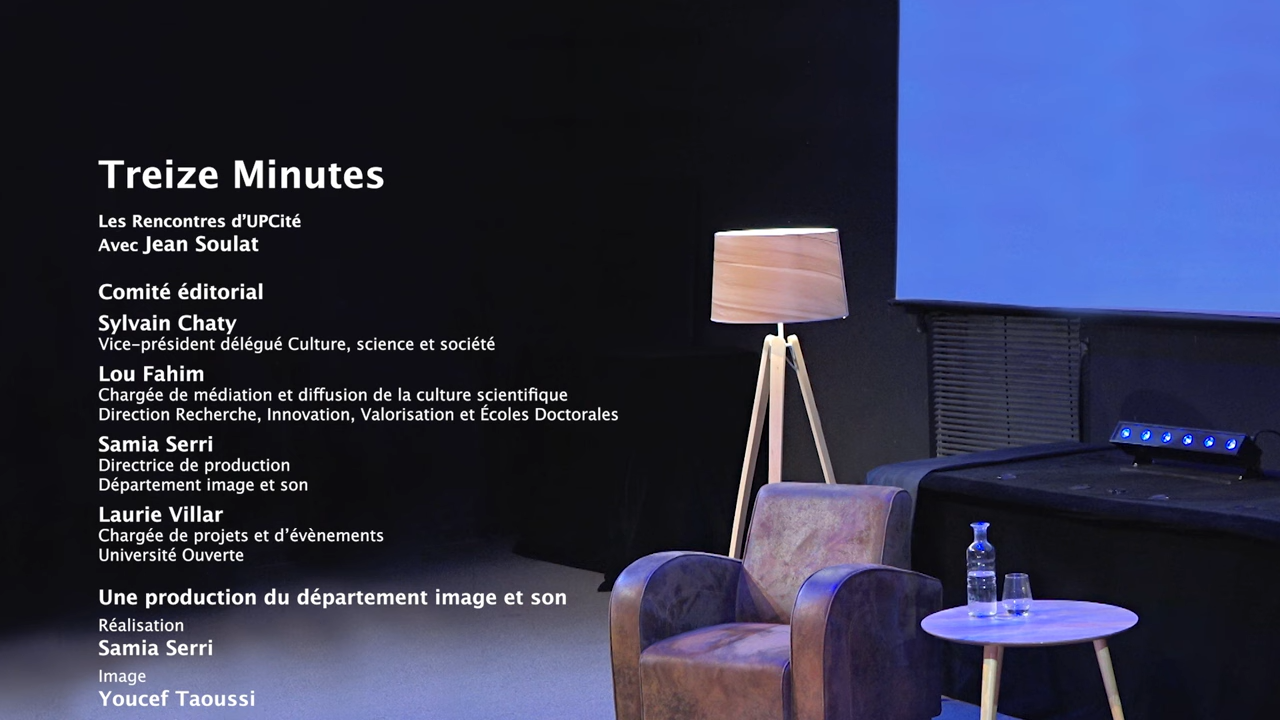 Treize Minutes
Les Rencontres d’UPCité
Avec Jean Soulat
Comité éditorial
Sylvain Chaty
Vice-président délégué Culture, science et société
Lou Fahim
Chargée de médiation et diffusion de la culture scientifique
Direction Recherche, Innovation, Valorisation et Écoles Doctorales
Samia Serri
Directrice de production
Département image et son
Laurie Villar
Chargée de projets et d’évènements
Université Ouverte
Une production du département image et son
Réalisation
Samia Serri
Image
Youcef Taoussi